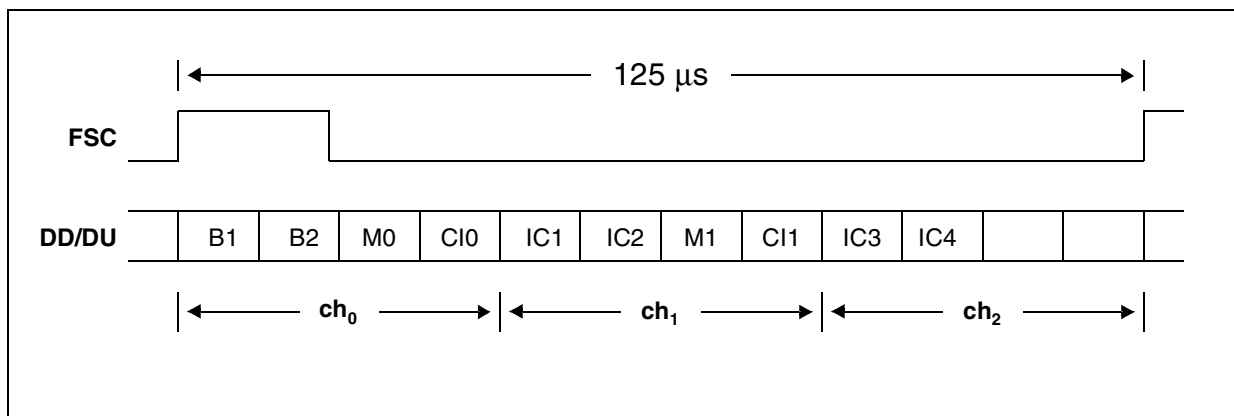 125 μs
FSC
DD/DU B1 B2 M0 CI0 IC1 IC2 M1 CI1 IC3 IC4
ch0 ch1 ch2